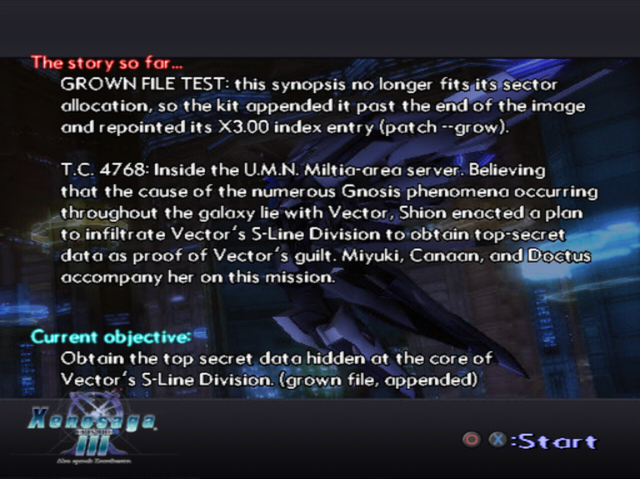 The story so far...
GROWN FILE TEST: this synopsis no longer fits its sector
allocation, so the kit appended it past the end of the image
and repointed its X3.00 index entry (patch --grow).
T.C. 4768: Inside the U.M.N. Miltia-area server. Believing
that the cause of the numerous Gnosis phenomena occurring
throughout the galaxy lie with Vector, Shion enacted a plan
to infiltrate Vector's S-Line Division to obtain top-secret
data as proof of Vector's guilt. Miyuki, Canaan, and Doctus
accompany her on this mission.
Current objective:
Obtain the top secret data hidden at the core of
Vector's S-Line Division. (grown file, appended)
Xenosaga
III
:Start